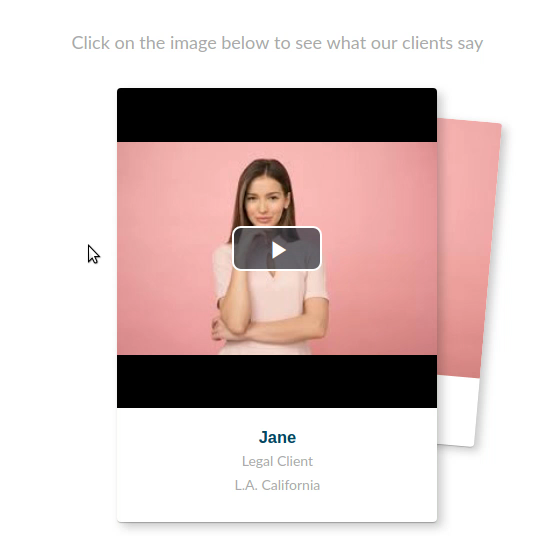 Click on the image below to see what our clients say
Jane
Legal Client
L.A. California